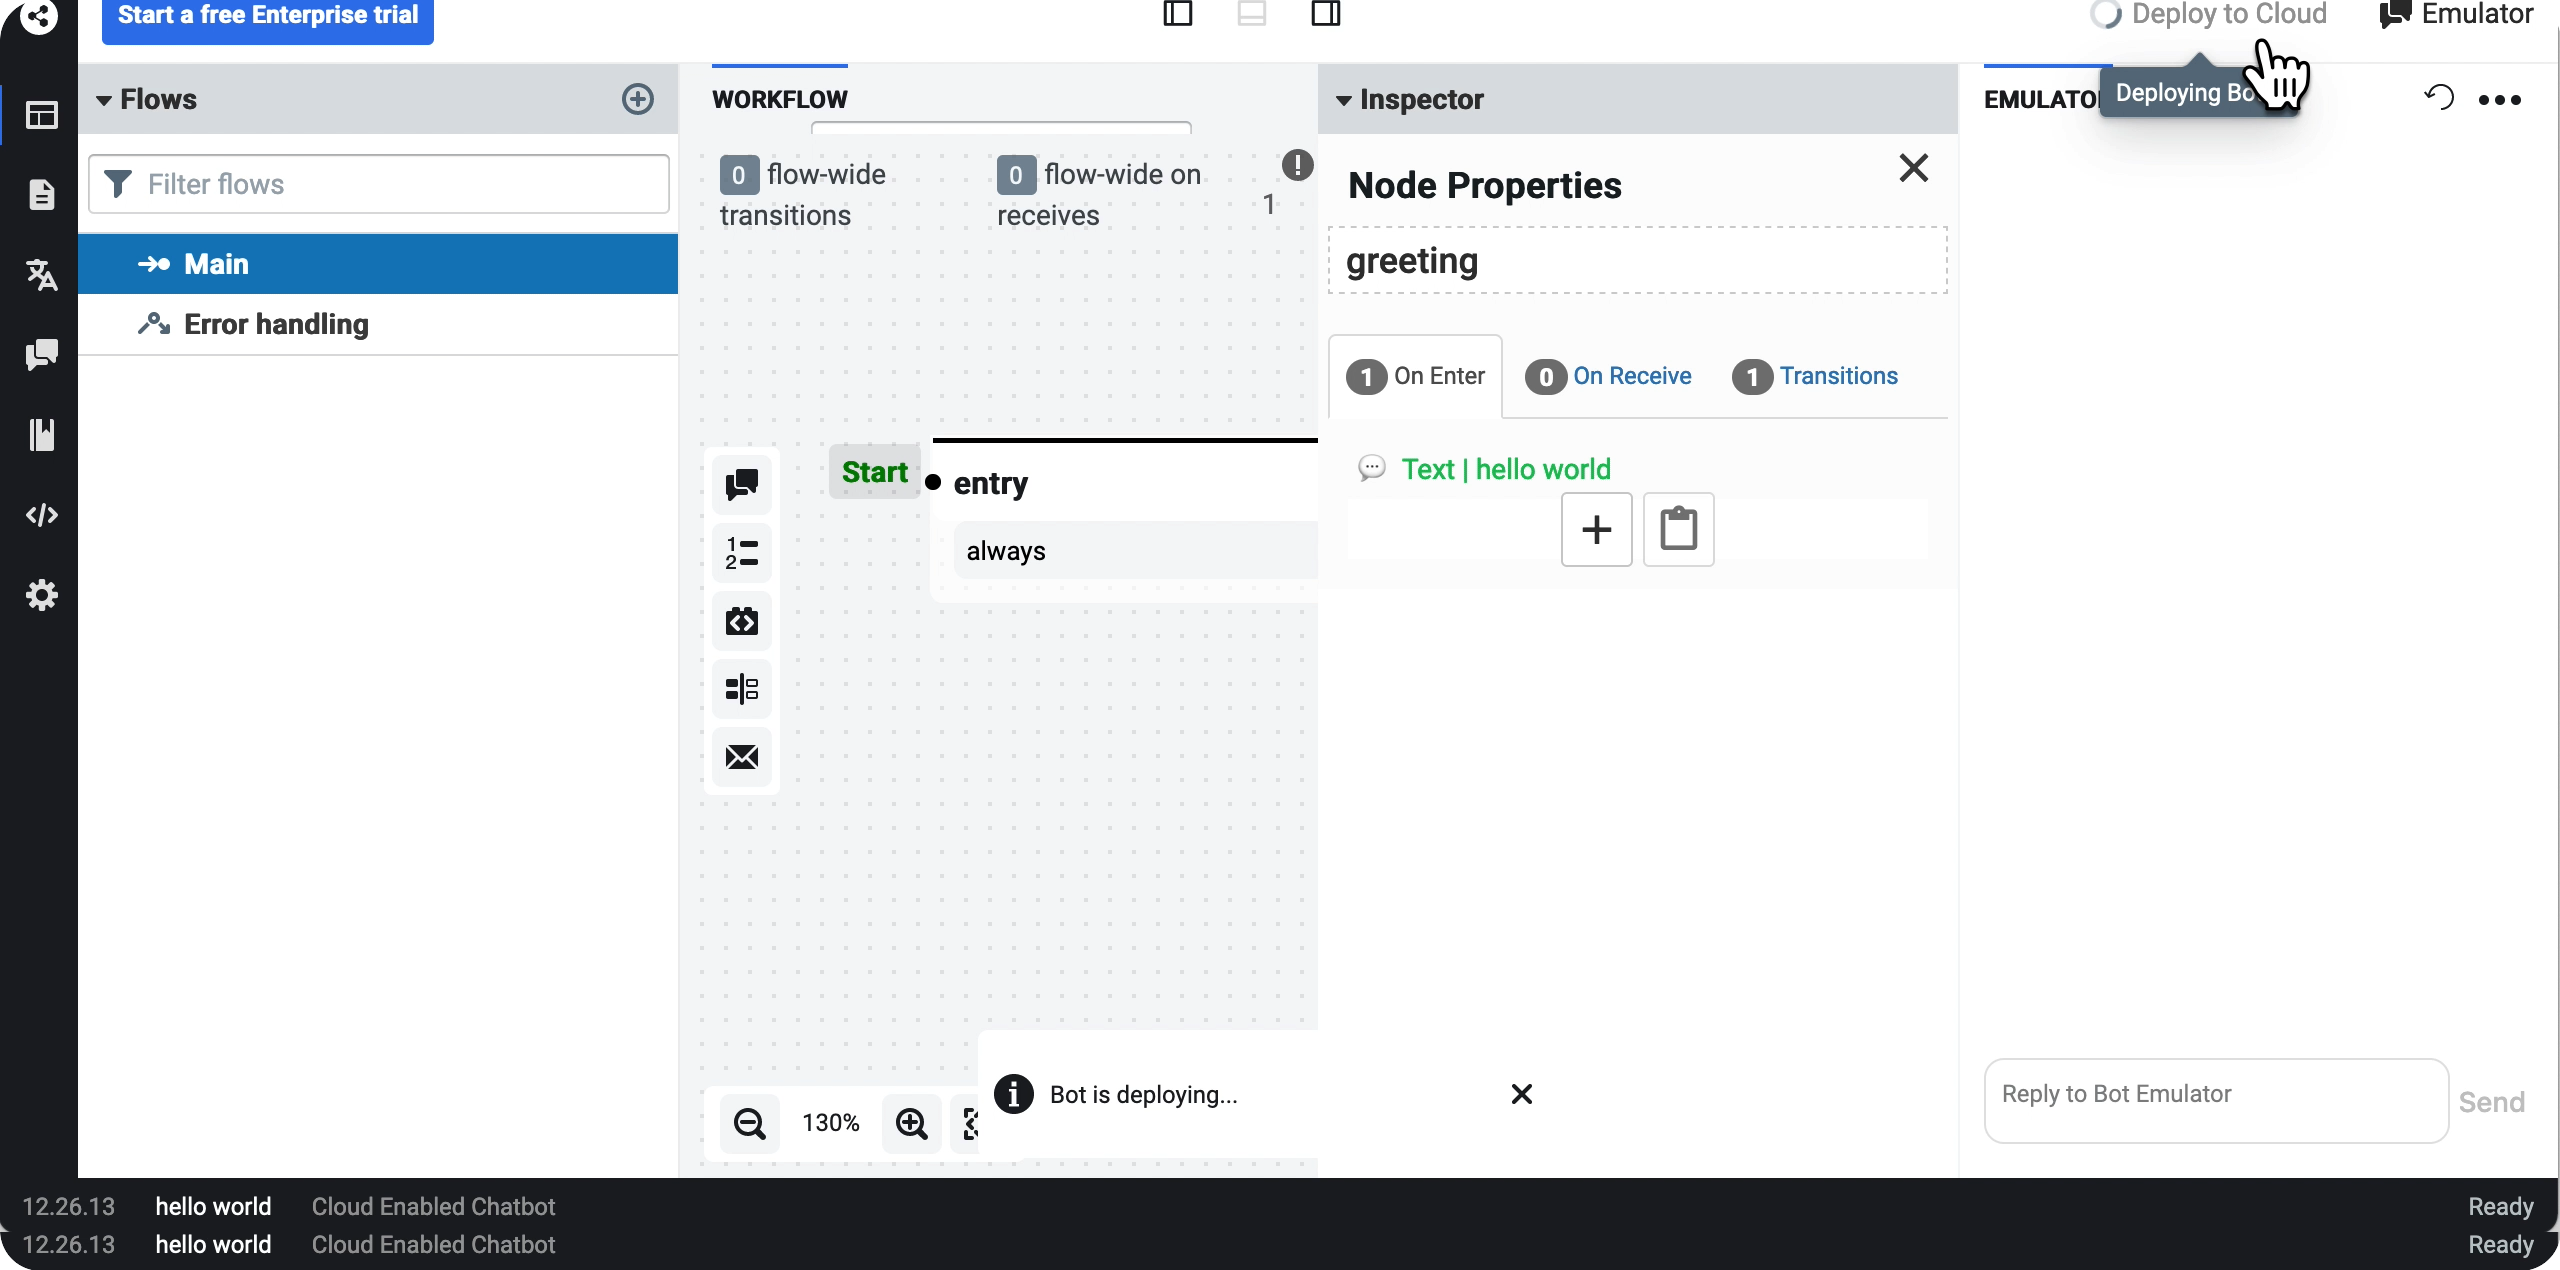 Start a free Enterprise trial
Deploy to Cloud
Emulator
Flows
WORKFLOW
Inspector
EMULATO
Deploying Bo
Filter flows
0 flow-wide
transitions
0 flow-wide on
receives
1
Node Properties
Main
greeting
Error handling
1 On Enter
0 On Receive
1 Transitions
Text | hello world
Start
entry
always
1
2
Bot is deploying...
130%
Reply to Bot Emulator
Send
12.26.13 hello world Cloud Enabled Chatbot Ready
12.26.13 hello world Cloud Enabled Chatbot Ready